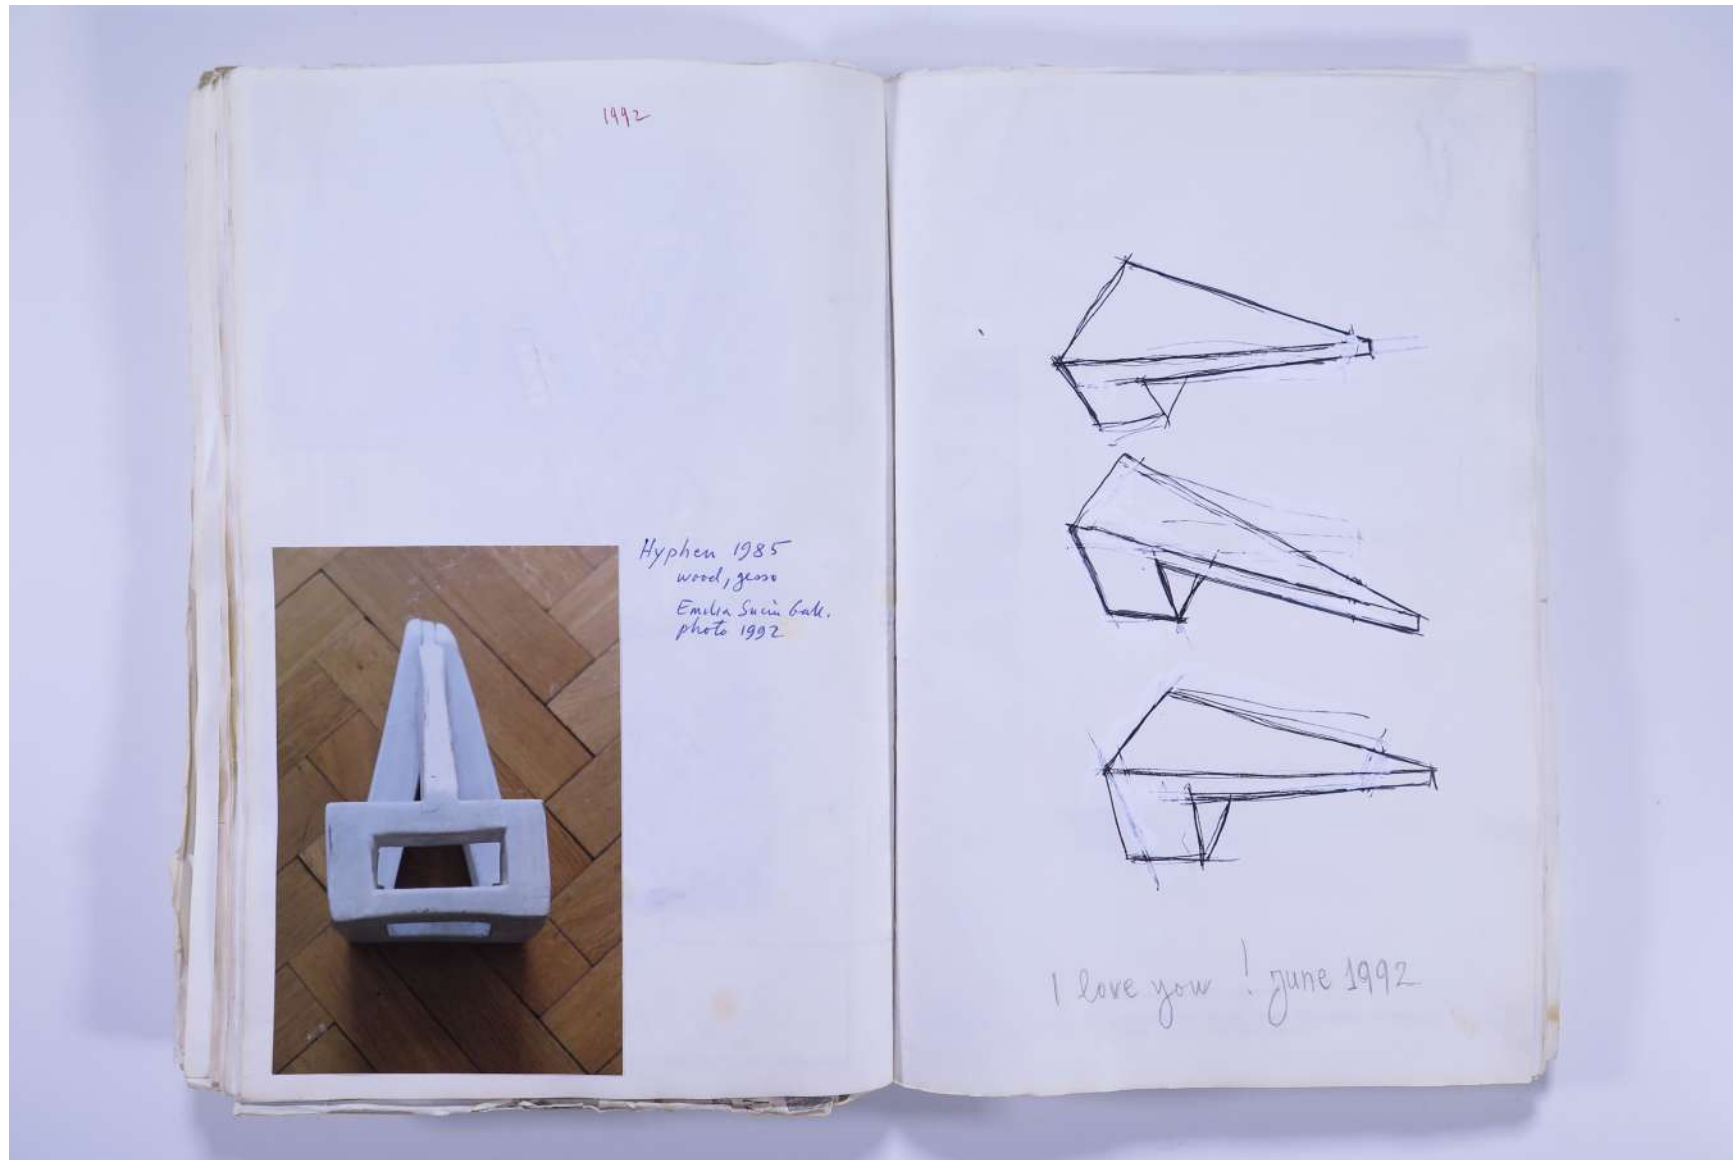 1992
Hyphen 1985
wood, gesso
Emilia Suciu Gall.
photo 1992
I love you ! june 1992